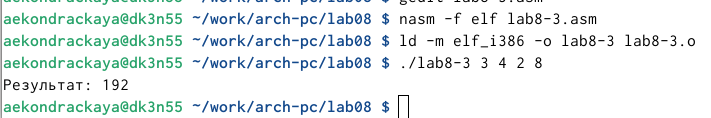 aekondrackaya@dk3n55 ~/work/arch-pc/lab08 $ gedit lab8-3.asm
aekondrackaya@dk3n55 ~/work/arch-pc/lab08 $ nasm -f elf lab8-3.asm
aekondrackaya@dk3n55 ~/work/arch-pc/lab08 $ ld -m elf_i386 -o lab8-3 lab8-3.o
aekondrackaya@dk3n55 ~/work/arch-pc/lab08 $ ./lab8-3 3 4 2 8
Результат: 192
aekondrackaya@dk3n55 ~/work/arch-pc/lab08 $